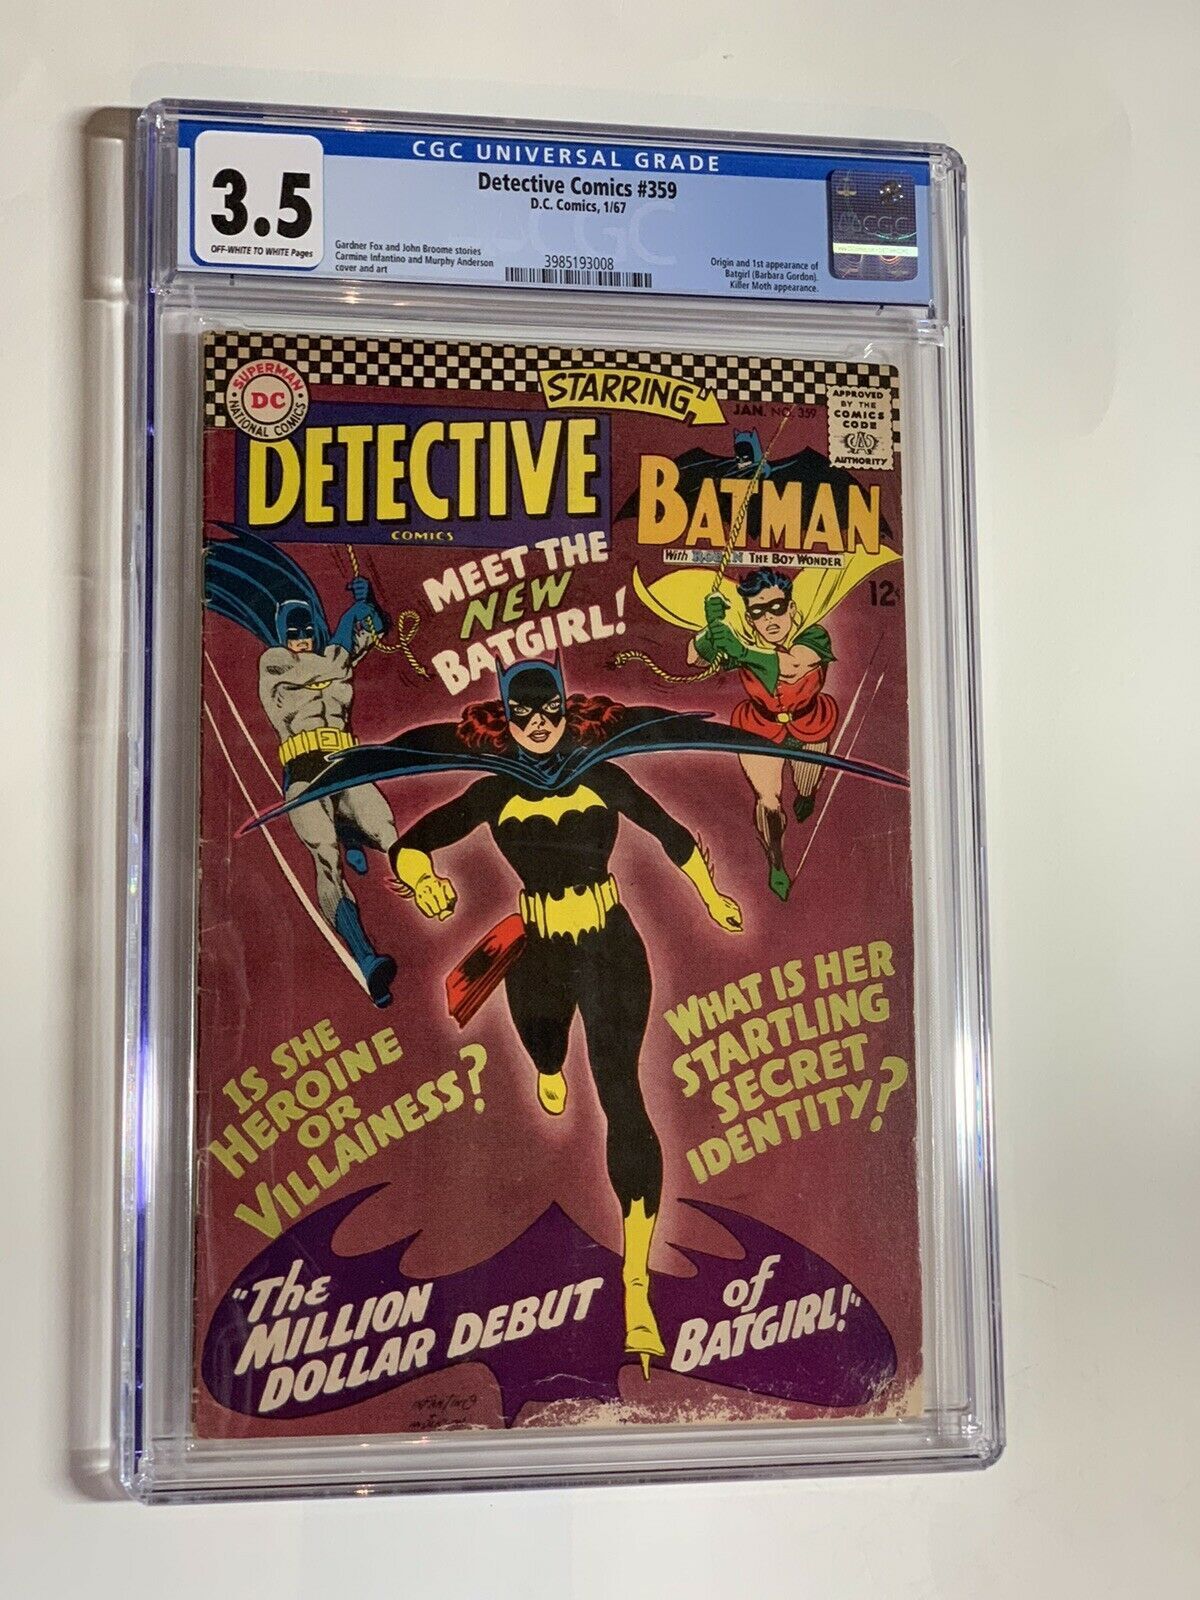 CGC UNIVERSAL GRADE
3.5
OFF-WHITE TO WHITE Pages
Detective Comics #359
D.C. Comics, 1/67
Gardner Fox and John Broome stories
Carmine Infantino and Murphy Anderson
cover and art
3985193008
Origin and 1st appearance of
Batgirl (Barbara Gordon).
Killer Moth appearance.
CGC
CGC
SUPERMAN
DC
NATIONAL COMICS
STARRING
JAN. NO. 359
APPROVED
BY THE
COMICS
CODE
AUTHORITY
DETECTIVE
COMICS
BATMAN
With ROBIN THE BOY WONDER
12¢
MEET THE
NEW
BATGIRL!
IS SHE
HEROINE
OR
VILLAINESS?
WHAT IS HER
STARTLING
SECRET
IDENTITY?
"The
MILLION
DOLLAR DEBUT
of
BATGIRL!"
INFANTINO